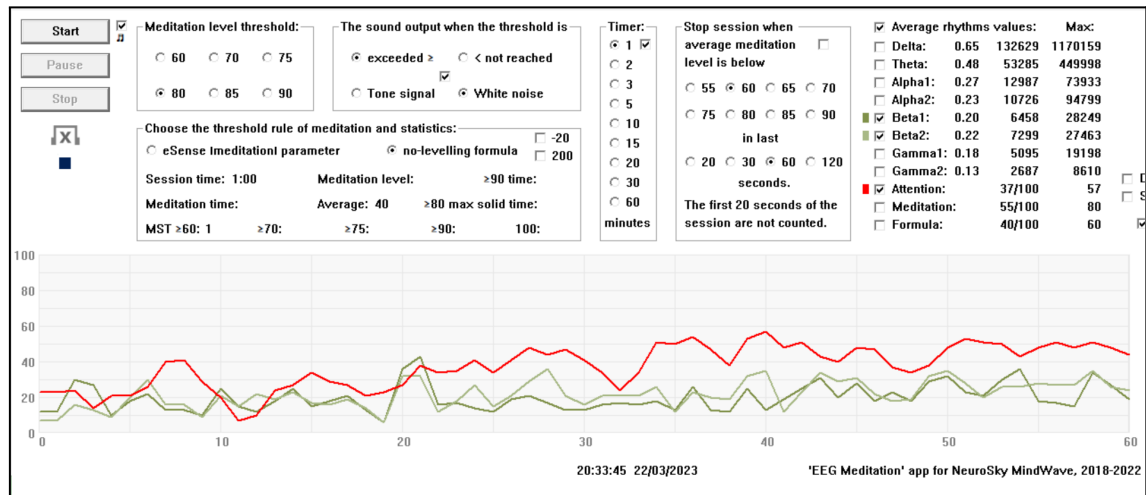 Start
Pause
Stop
Meditation level threshold:
60 70 75
80 85 90
The sound output when the threshold is
exceeded ≥ < not reached
Tone signal White noise
Choose the threshold rule of meditation and statistics:
eSense |meditation| parameter no-levelling formula
-20
200
Session time: 1:00 Meditation level: ≥90 time:
Meditation time: Average: 40 ≥80 max solid time:
MST ≥60: 1 ≥70: ≥75: ≥90: 100:
Timer:
1
2
3
5
10
15
20
30
60
minutes
Stop session when
average meditation
level is below
55 60 65 70
75 80 85 90
in last
20 30 60 120
seconds.
The first 20 seconds of the
session are not counted.
Average rhythms values: Max:
Delta: 0.65 132629 1170159
Theta: 0.48 53285 449998
Alpha1: 0.27 12987 73933
Alpha2: 0.23 10726 94799
Beta1: 0.20 6458 28249
Beta2: 0.22 7299 27463
Gamma1: 0.18 5095 19198
Gamma2: 0.13 2687 8610
Attention: 37/100 57
Meditation: 55/100 80
Formula: 40/100 60
100
80
60
40
20
0
0 10 20 30 40 50 60
20:33:45 22/03/2023 'EEG Meditation' app for NeuroSky MindWave, 2018-2022